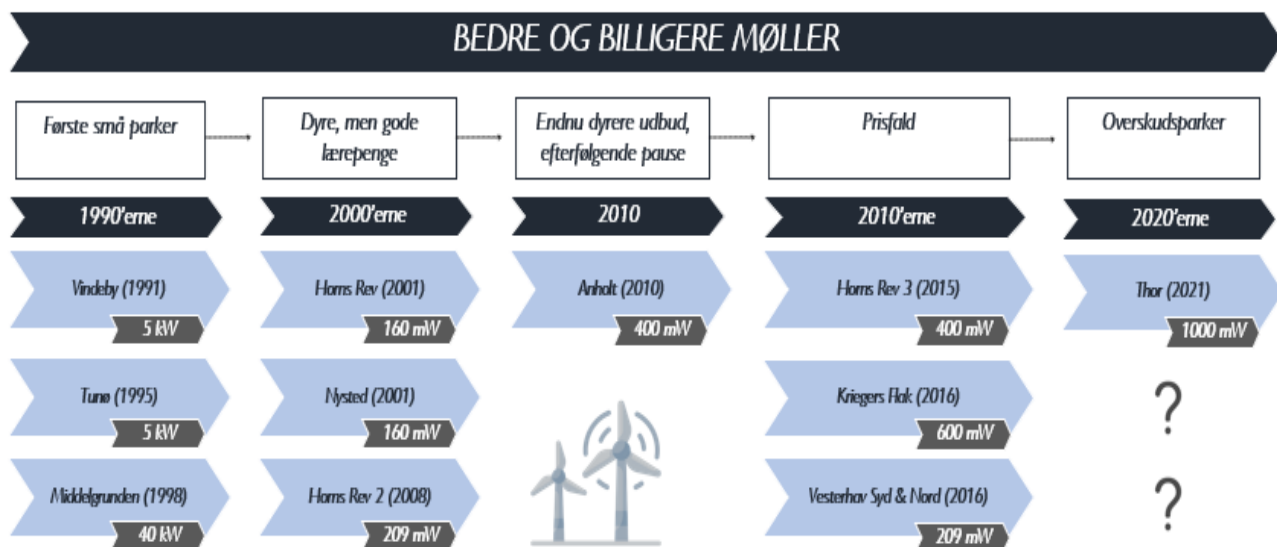 BEDRE OG BILLIGERE MØLLER
Første små parker
Dyre, men gode
lærepenge
Endnu dyrere udbud,
efterfølgende pause
Prisfald
Overskudsparker
1990'erne
2000'erne
2010
2010'erne
2020'erne
Vindeby (1991)
5 kW
Horns Rev (2001)
160 mW
Anholt (2010)
400 mW
Horns Rev 3 (2015)
400 mW
Thor (2021)
1000 mW
Tunø (1995)
5 kW
Nysted (2001)
160 mW
Kriegers Flak (2016)
600 mW
?
Middelgrunden (1998)
40 kW
Horns Rev 2 (2008)
209 mW
Vesterhav Syd & Nord (2016)
209 mW
?